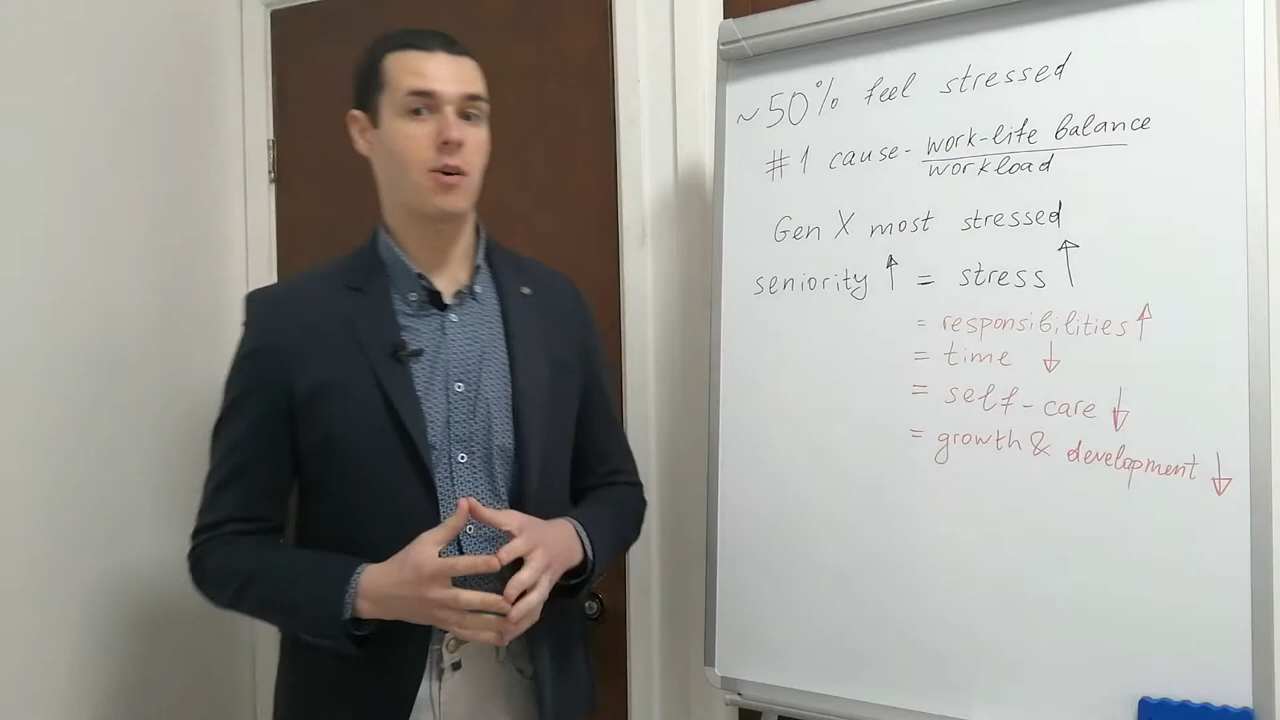 ~50% feel stressed
#1 cause - work-life balance
workload
Gen X most stressed
seniority ↑ = stress ↑
= responsibilities ↑
= time ↓
= self-care ↓
= growth & development ↓